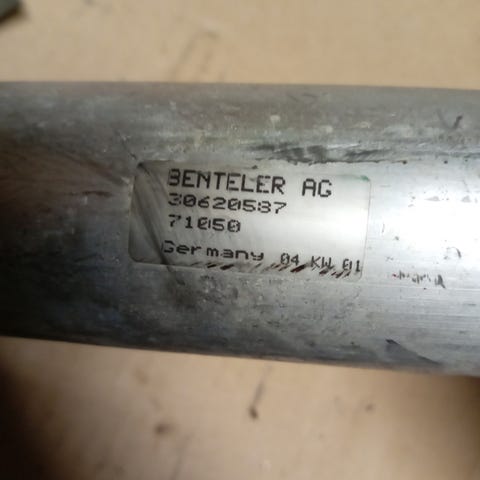 BENTELER AG
30620587
71050
Germany 04 KW 01